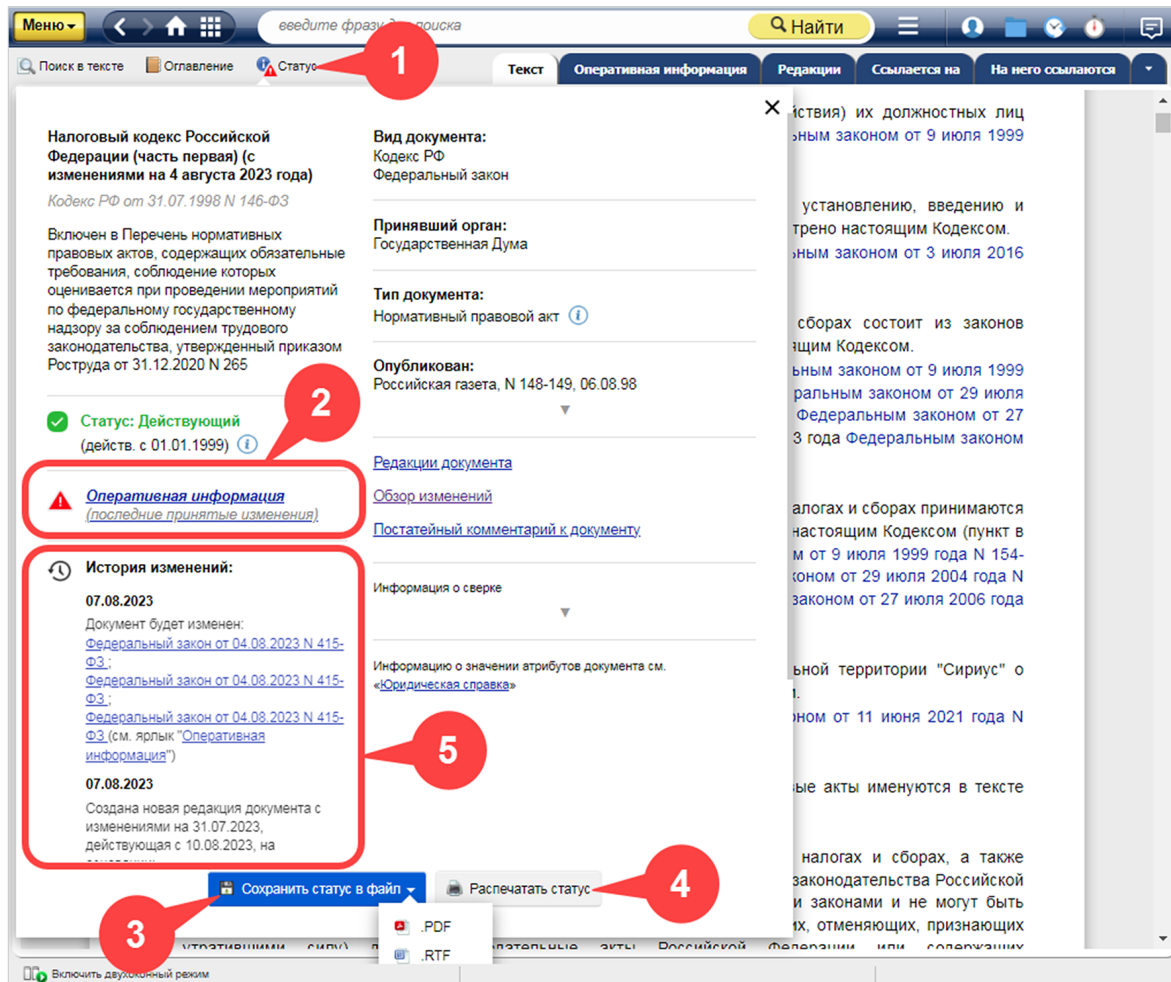 Меню
введите фразу для поиска
Найти
Поиск в тексте
Оглавление
Статус
1
Текст
Оперативная информация
Редакции
Ссылается на
На него ссылаются
Налоговый кодекс Российской
Федерации (часть первая) (с
изменениями на 4 августа 2023 года)
Кодекс РФ от 31.07.1998 N 146-ФЗ
Включен в Перечень нормативных
правовых актов, содержащих обязательные
требования, соблюдение которых
оценивается при проведении мероприятий
по федеральному государственному
надзору за соблюдением трудового
законодательства, утвержденный приказом
Роструда от 31.12.2020 N 265
2
Статус: Действующий
(действ. с 01.01.1999)
Оперативная информация
(последние принятые изменения)
История изменений:
07.08.2023
Документ будет изменен:
Федеральный закон от 04.08.2023 N 415-
ФЗ ;
Федеральный закон от 04.08.2023 N 415-
ФЗ ;
Федеральный закон от 04.08.2023 N 415-
ФЗ (см. ярлык "Оперативная
информация")
07.08.2023
Создана новая редакция документа с
изменениями на 31.07.2023,
действующая с 10.08.2023, на
5
Вид документа:
Кодекс РФ
Федеральный закон
Принявший орган:
Государственная Дума
Тип документа:
Нормативный правовой акт
Опубликован:
Российская газета, N 148-149, 06.08.98
Редакции документа
Обзор изменений
Постатейный комментарий к документу
Информация о сверке
Информацию о значении атрибутов документа см.
«Юридическая справка»
Сохранить статус в файл
Распечатать статус
3
4
.PDF
.RTF
их должностных лиц
законом от 9 июля 1999
установлению, введению и
настоящим Кодексом.
законом от 3 июля 2016
сборах состоит из законов
Кодексом.
законом от 9 июля 1999
законом от 29 июля
Федеральным законом от 27
3 года Федеральным законом
и сборах принимаются
настоящим Кодексом (пункт в
от 9 июля 1999 года N 154-
от 29 июля 2004 года N
законом от 27 июля 2006 года
территории "Сириус" о
от 11 июня 2021 года N
акты именуются в тексте
налогах и сборах, а также
законодательства Российской
и законами и не могут быть
отменяющих, признающих
утратившими силу) акты Российской Федерации или содержащих
Включить двухоконный режим